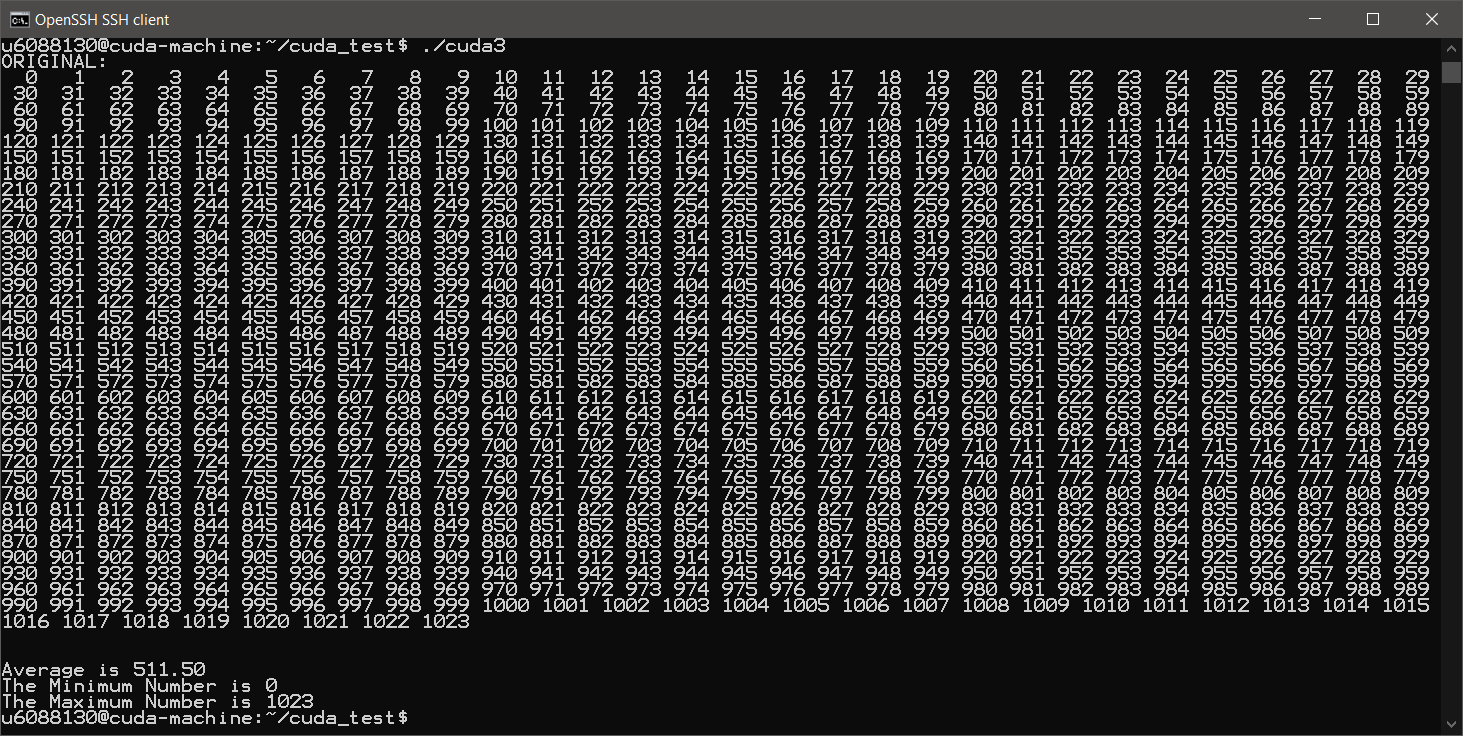 OpenSSH SSH client
u6088130@cuda-machine:~/cuda_test$ ./cuda3
ORIGINAL:
0 1 2 3 4 5 6 7 8 9 10 11 12 13 14 15 16 17 18 19 20 21 22 23 24 25 26 27 28 29
30 31 32 33 34 35 36 37 38 39 40 41 42 43 44 45 46 47 48 49 50 51 52 53 54 55 56 57 58 59
60 61 62 63 64 65 66 67 68 69 70 71 72 73 74 75 76 77 78 79 80 81 82 83 84 85 86 87 88 89
90 91 92 93 94 95 96 97 98 99 100 101 102 103 104 105 106 107 108 109 110 111 112 113 114 115 116 117 118 119
120 121 122 123 124 125 126 127 128 129 130 131 132 133 134 135 136 137 138 139 140 141 142 143 144 145 146 147 148 149
150 151 152 153 154 155 156 157 158 159 160 161 162 163 164 165 166 167 168 169 170 171 172 173 174 175 176 177 178 179
180 181 182 183 184 185 186 187 188 189 190 191 192 193 194 195 196 197 198 199 200 201 202 203 204 205 206 207 208 209
210 211 212 213 214 215 216 217 218 219 220 221 222 223 224 225 226 227 228 229 230 231 232 233 234 235 236 237 238 239
240 241 242 243 244 245 246 247 248 249 250 251 252 253 254 255 256 257 258 259 260 261 262 263 264 265 266 267 268 269
270 271 272 273 274 275 276 277 278 279 280 281 282 283 284 285 286 287 288 289 290 291 292 293 294 295 296 297 298 299
300 301 302 303 304 305 306 307 308 309 310 311 312 313 314 315 316 317 318 319 320 321 322 323 324 325 326 327 328 329
330 331 332 333 334 335 336 337 338 339 340 341 342 343 344 345 346 347 348 349 350 351 352 353 354 355 356 357 358 359
360 361 362 363 364 365 366 367 368 369 370 371 372 373 374 375 376 377 378 379 380 381 382 383 384 385 386 387 388 389
390 391 392 393 394 395 396 397 398 399 400 401 402 403 404 405 406 407 408 409 410 411 412 413 414 415 416 417 418 419
420 421 422 423 424 425 426 427 428 429 430 431 432 433 434 435 436 437 438 439 440 441 442 443 444 445 446 447 448 449
450 451 452 453 454 455 456 457 458 459 460 461 462 463 464 465 466 467 468 469 470 471 472 473 474 475 476 477 478 479
480 481 482 483 484 485 486 487 488 489 490 491 492 493 494 495 496 497 498 499 500 501 502 503 504 505 506 507 508 509
510 511 512 513 514 515 516 517 518 519 520 521 522 523 524 525 526 527 528 529 530 531 532 533 534 535 536 537 538 539
540 541 542 543 544 545 546 547 548 549 550 551 552 553 554 555 556 557 558 559 560 561 562 563 564 565 566 567 568 569
570 571 572 573 574 575 576 577 578 579 580 581 582 583 584 585 586 587 588 589 590 591 592 593 594 595 596 597 598 599
600 601 602 603 604 605 606 607 608 609 610 611 612 613 614 615 616 617 618 619 620 621 622 623 624 625 626 627 628 629
630 631 632 633 634 635 636 637 638 639 640 641 642 643 644 645 646 647 648 649 650 651 652 653 654 655 656 657 658 659
660 661 662 663 664 665 666 667 668 669 670 671 672 673 674 675 676 677 678 679 680 681 682 683 684 685 686 687 688 689
690 691 692 693 694 695 696 697 698 699 700 701 702 703 704 705 706 707 708 709 710 711 712 713 714 715 716 717 718 719
720 721 722 723 724 725 726 727 728 729 730 731 732 733 734 735 736 737 738 739 740 741 742 743 744 745 746 747 748 749
750 751 752 753 754 755 756 757 758 759 760 761 762 763 764 765 766 767 768 769 770 771 772 773 774 775 776 777 778 779
780 781 782 783 784 785 786 787 788 789 790 791 792 793 794 795 796 797 798 799 800 801 802 803 804 805 806 807 808 809
810 811 812 813 814 815 816 817 818 819 820 821 822 823 824 825 826 827 828 829 830 831 832 833 834 835 836 837 838 839
840 841 842 843 844 845 846 847 848 849 850 851 852 853 854 855 856 857 858 859 860 861 862 863 864 865 866 867 868 869
870 871 872 873 874 875 876 877 878 879 880 881 882 883 884 885 886 887 888 889 890 891 892 893 894 895 896 897 898 899
900 901 902 903 904 905 906 907 908 909 910 911 912 913 914 915 916 917 918 919 920 921 922 923 924 925 926 927 928 929
930 931 932 933 934 935 936 937 938 939 940 941 942 943 944 945 946 947 948 949 950 951 952 953 954 955 956 957 958 959
960 961 962 963 964 965 966 967 968 969 970 971 972 973 974 975 976 977 978 979 980 981 982 983 984 985 986 987 988 989
990 991 992 993 994 995 996 997 998 999 1000 1001 1002 1003 1004 1005 1006 1007 1008 1009 1010 1011 1012 1013 1014 1015
1016 1017 1018 1019 1020 1021 1022 1023
Average is 511.50
The Minimum Number is 0
The Maximum Number is 1023
u6088130@cuda-machine:~/cuda_test$